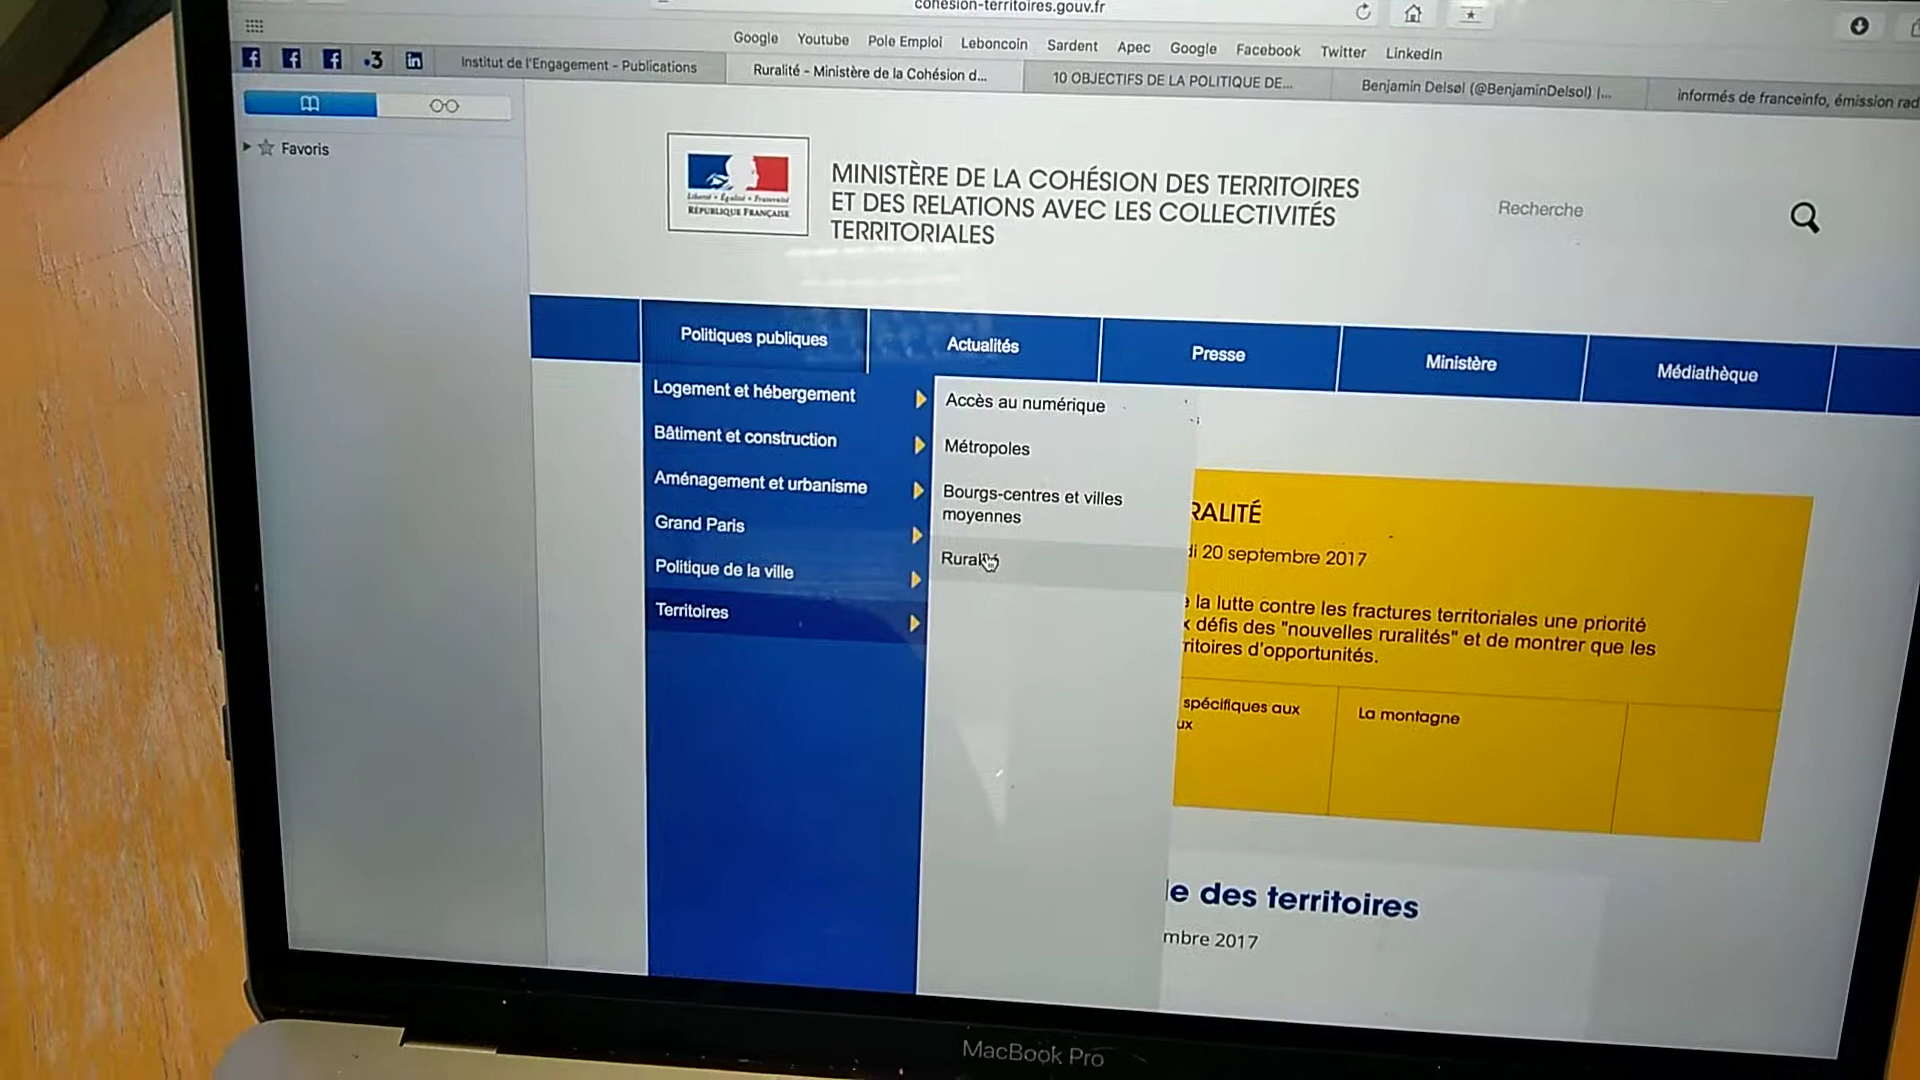 cohesion-territoires.gouv.fr
Google Youtube Pole Emploi Leboncoin Sardent Apec Google Facebook Twitter LinkedIn
Institut de l'Engagement - Publications
Ruralité - Ministère de la Cohésion d...
10 OBJECTIFS DE LA POLITIQUE DE...
Benjamin Delsol (@BenjaminDelsol) |...
informés de franceinfo, émission rad
Favoris
Liberté • Égalité • Fraternité
RÉPUBLIQUE FRANÇAISE
MINISTÈRE DE LA COHÉSION DES TERRITOIRES
ET DES RELATIONS AVEC LES COLLECTIVITÉS
TERRITORIALES
Recherche
Politiques publiques
Actualités
Presse
Ministère
Médiathèque
Logement et hébergement
Bâtiment et construction
Aménagement et urbanisme
Grand Paris
Politique de la ville
Territoires
Accès au numérique
Métropoles
Bourgs-centres et villes
moyennes
Ruralité
RALITÉ
di 20 septembre 2017
la lutte contre les fractures territoriales une priorité
x défis des "nouvelles ruralités" et de montrer que les
ritoires d'opportunités.
spécifiques aux
ux
La montagne
le des territoires
mbre 2017
MacBook Pro